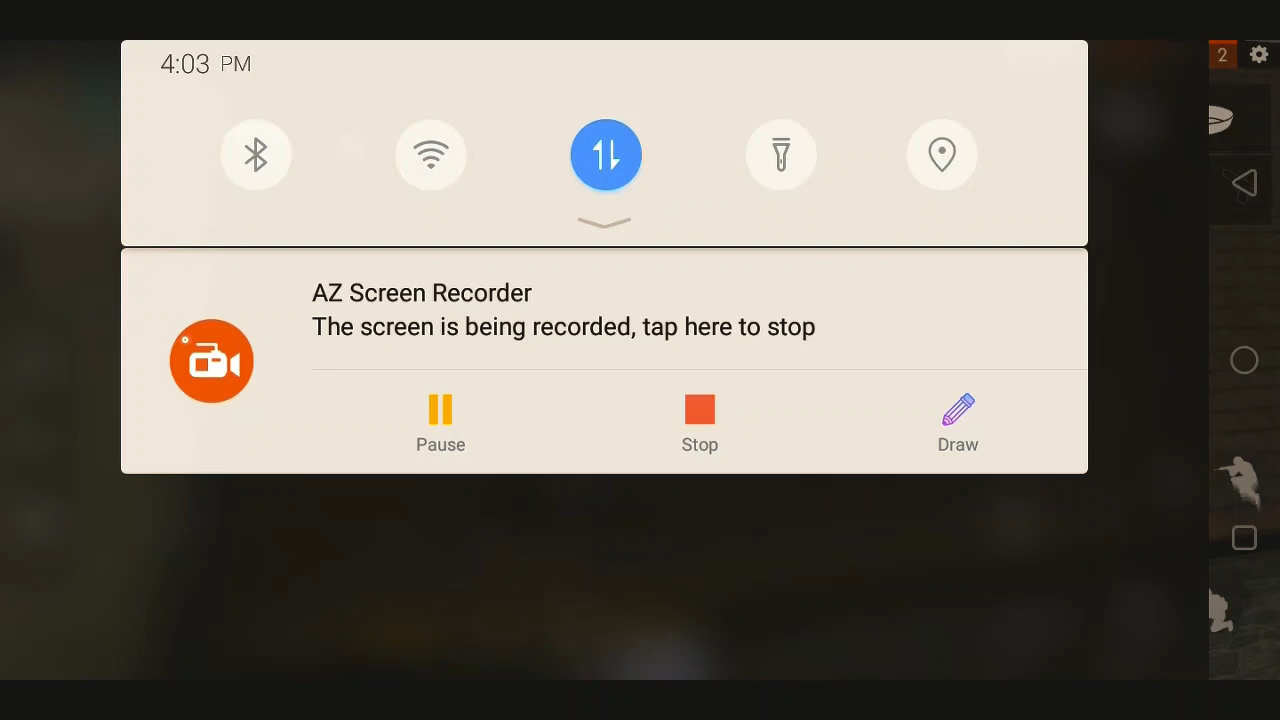 4:03 PM
2
AZ Screen Recorder
The screen is being recorded, tap here to stop
Pause
Stop
Draw